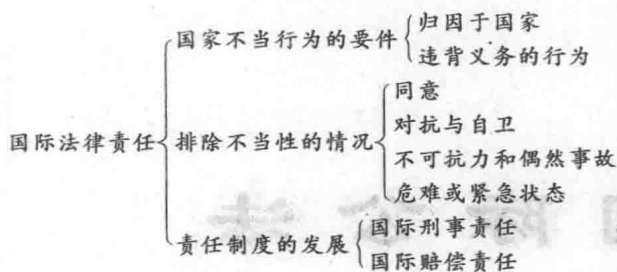 国家不当行为的要件
归因于国家
违背义务的行为
国际法律责任
排除不当性的情况
同意
对抗与自卫
不可抗力和偶然事故
危难或紧急状态
责任制度的发展
国际刑事责任
国际赔偿责任